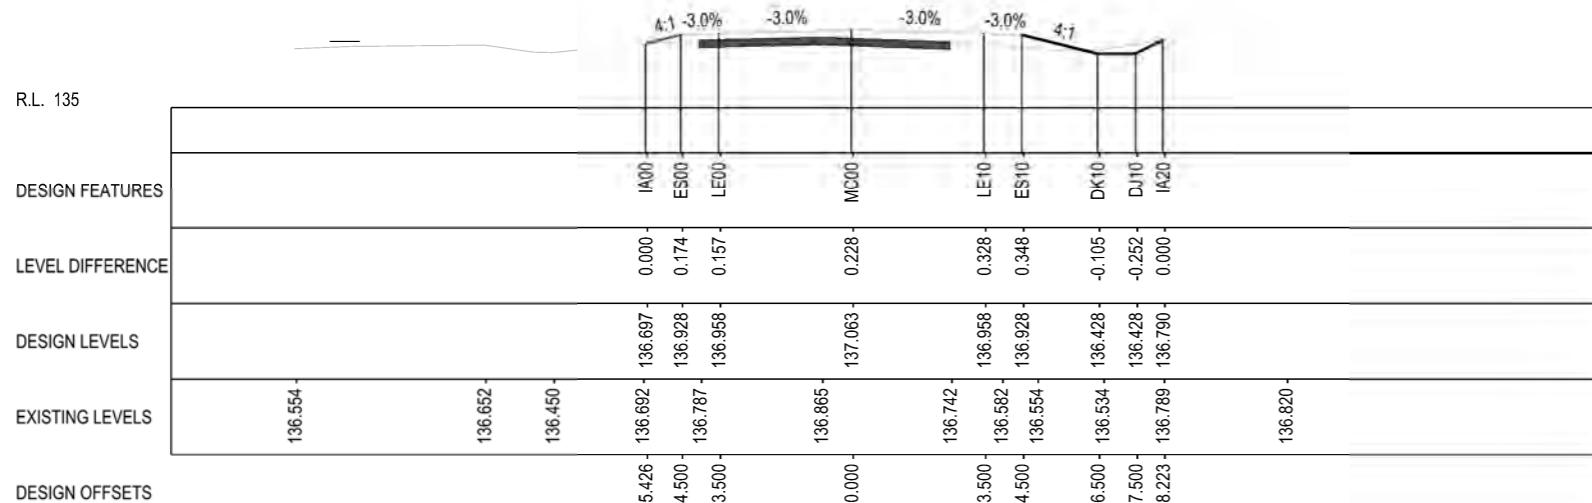 4:1 -3.0% -3.0% -3.0% -3.0% 4:1
R.L. 135
DESIGN FEATURES IA00 ES00 LE00 MC00 LE10 ES10 DK10 DJ10 IA20
LEVEL DIFFERENCE 0.000 0.174 0.157 0.228 0.328 0.348 -0.105 -0.252 0.000
DESIGN LEVELS 136.697 136.928 136.958 137.063 136.958 136.928 136.428 136.428 136.790
EXISTING LEVELS 136.554 136.652 136.450 136.692 136.787 136.865 136.742 136.582 136.554 136.534 136.789 136.820
DESIGN OFFSETS 5.426 4.500 3.500 0.000 3.500 4.500 6.500 7.500 8.223